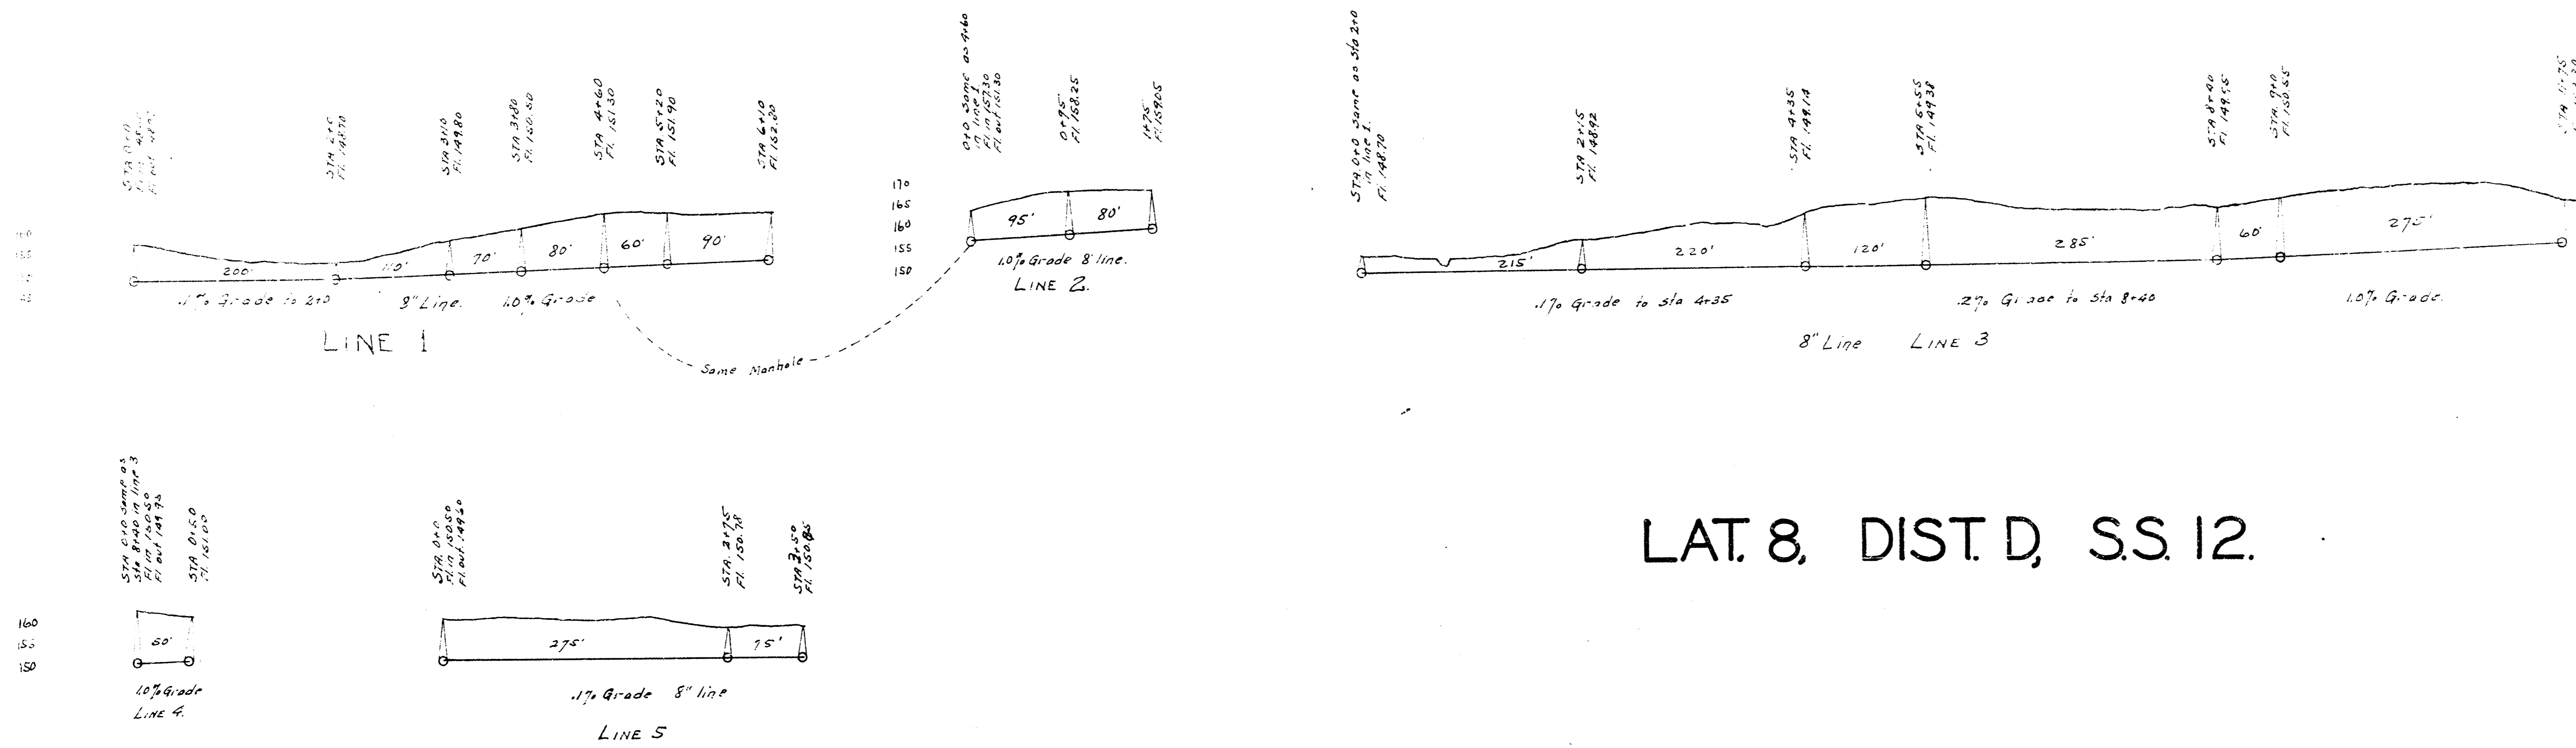 STA 0+0
STA 2+0
Fl. 148.70
STA 3+10
Fl. 149.80
STA 3+80
Fl. 150.50
STA 4+60
Fl. 151.30
STA 5+20
Fl. 151.90
STA 6+10
Fl. 152.80
160
155
200'
110'
70'
80'
60'
90'
.1% Grade to 2+0
8" Line.
1.0% Grade
LINE 1
Same Manhole
0+0 Same as 4+60
in line 1
Fl in 157.30
Fl out 151.30
0+95
Fl. 158.25
1+75
Fl. 159.05
170
165
160
155
150
95'
80'
1.0% Grade 8" line.
LINE 2.
STA. 0+0 same as Sta 2+0
in line 1.
Fl. 148.70
STA 2+15
Fl. 148.92
STA 4+35
Fl. 149.14
STA 5+55
Fl. 149.38
STA 8+40
Fl. 149.95
STA. 9+0
Fl. 150.55
STA 11+75
215'
220'
120'
285'
60'
275'
.1% Grade to Sta 4+35
.2% Grade to Sta 8+40
1.0% Grade.
8" Line LINE 3
STA 0+0 same as
Sta 8+40 in line 3
Fl in 150.50
Fl out 149.95
STA 0+50
Fl. 151.00
160
155
150
50'
1.0% Grade
LINE 4.
STA. 0+0
Fl. in 150.50
Fl. out 149.60
STA. 2+75
Fl. 150.78
STA 3+50
Fl. 150.85
275'
75'
.1% Grade 8" line
LINE 5
LAT. 8, DIST. D, S.S. 12.